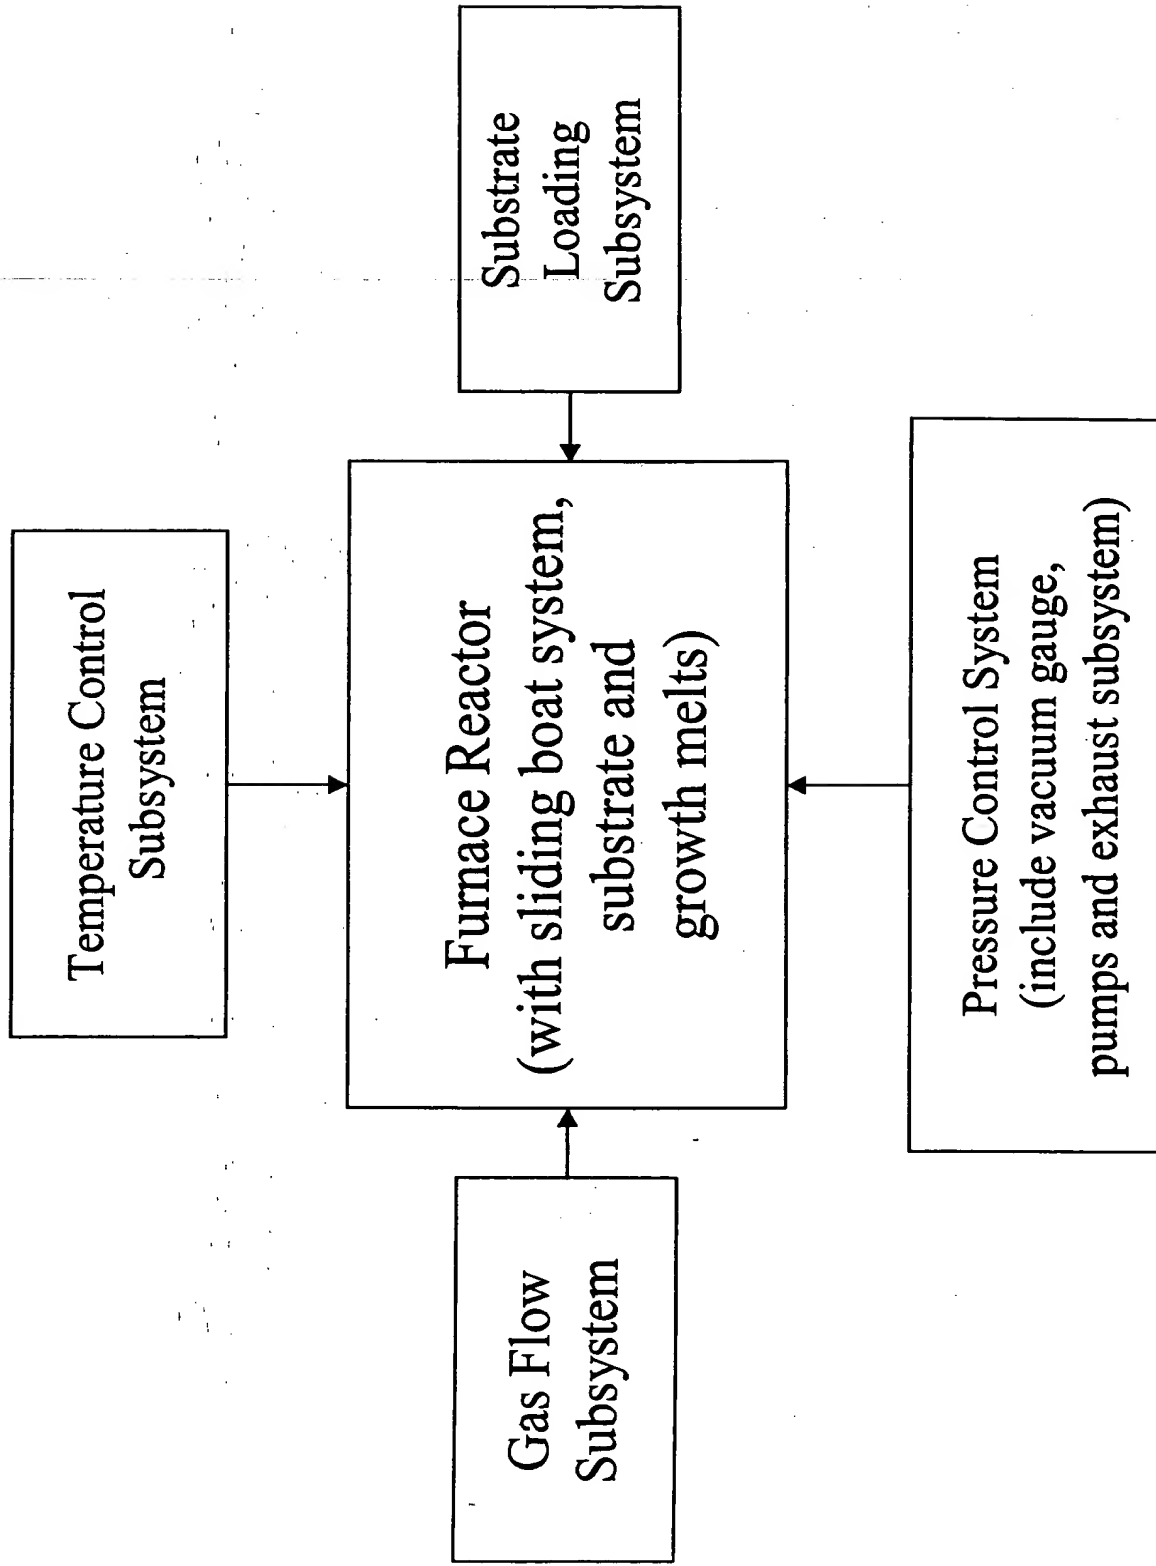 Temperature Control
Subsystem
Gas Flow
Subsystem
Furnace Reactor
(with sliding boat system,
substrate and
growth melts)
Substrate
Loading
Subsystem
Pressure Control System
(include vacuum gauge,
pumps and exhaust subsystem)